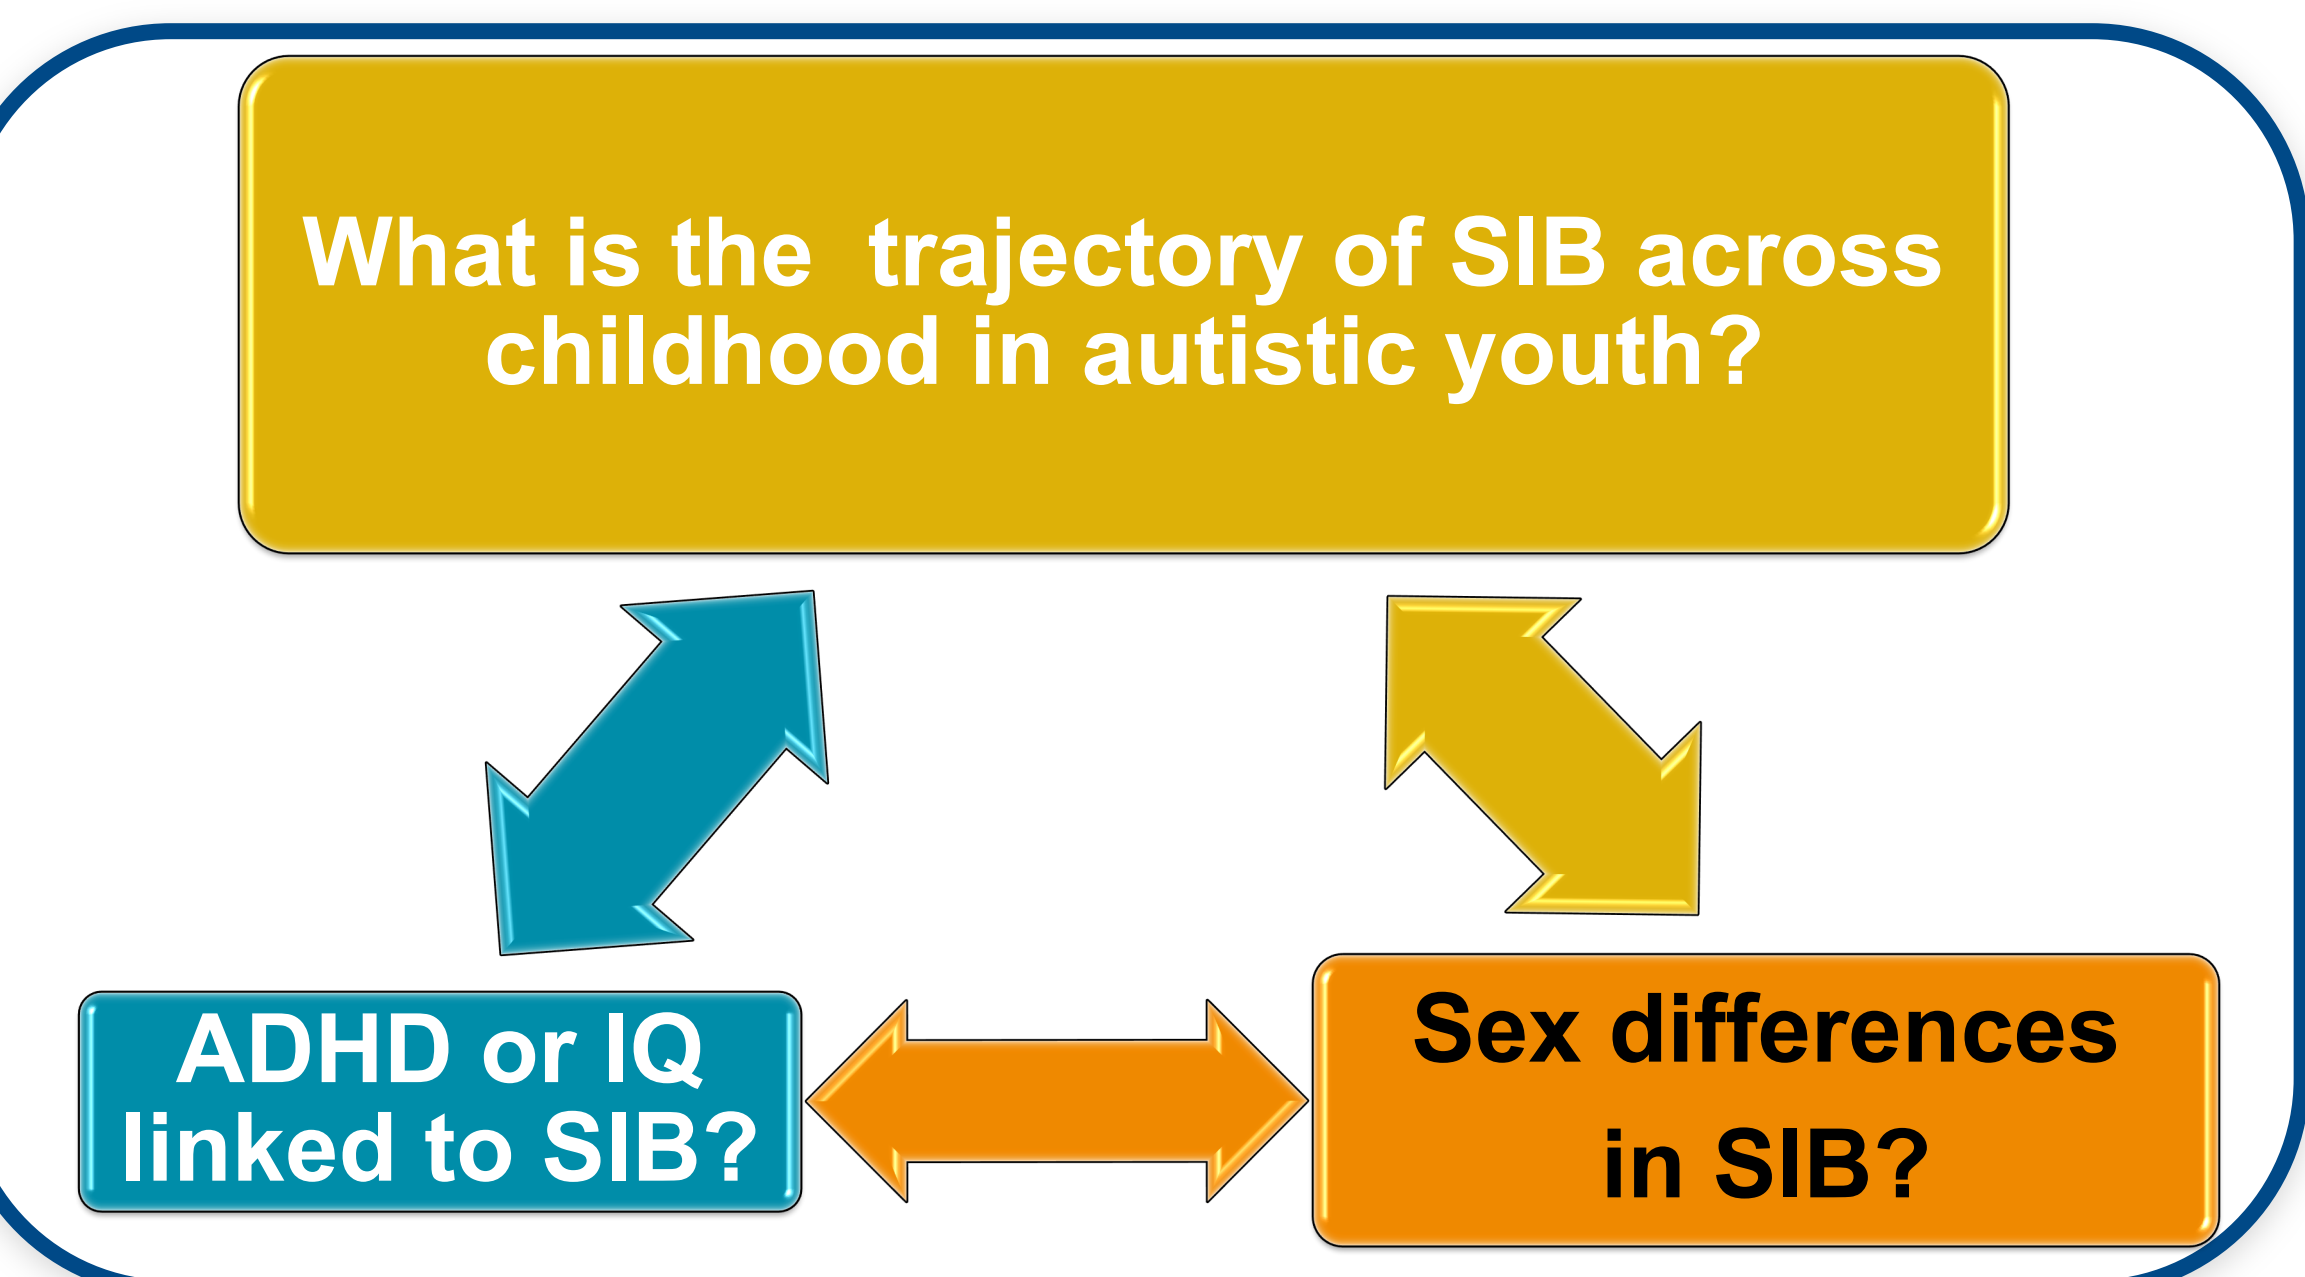 What is the  trajectory of SIB across
childhood in autistic youth?
ADHD or IQ
linked to SIB?
Sex differences
in SIB?